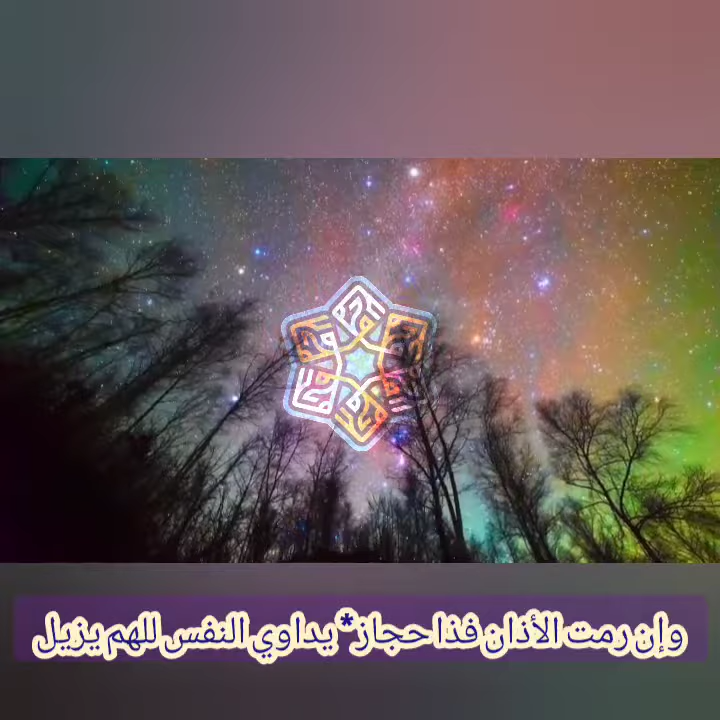 وإن رمت الأذان فذا حجاز* يداوي النفس للهم يزيل